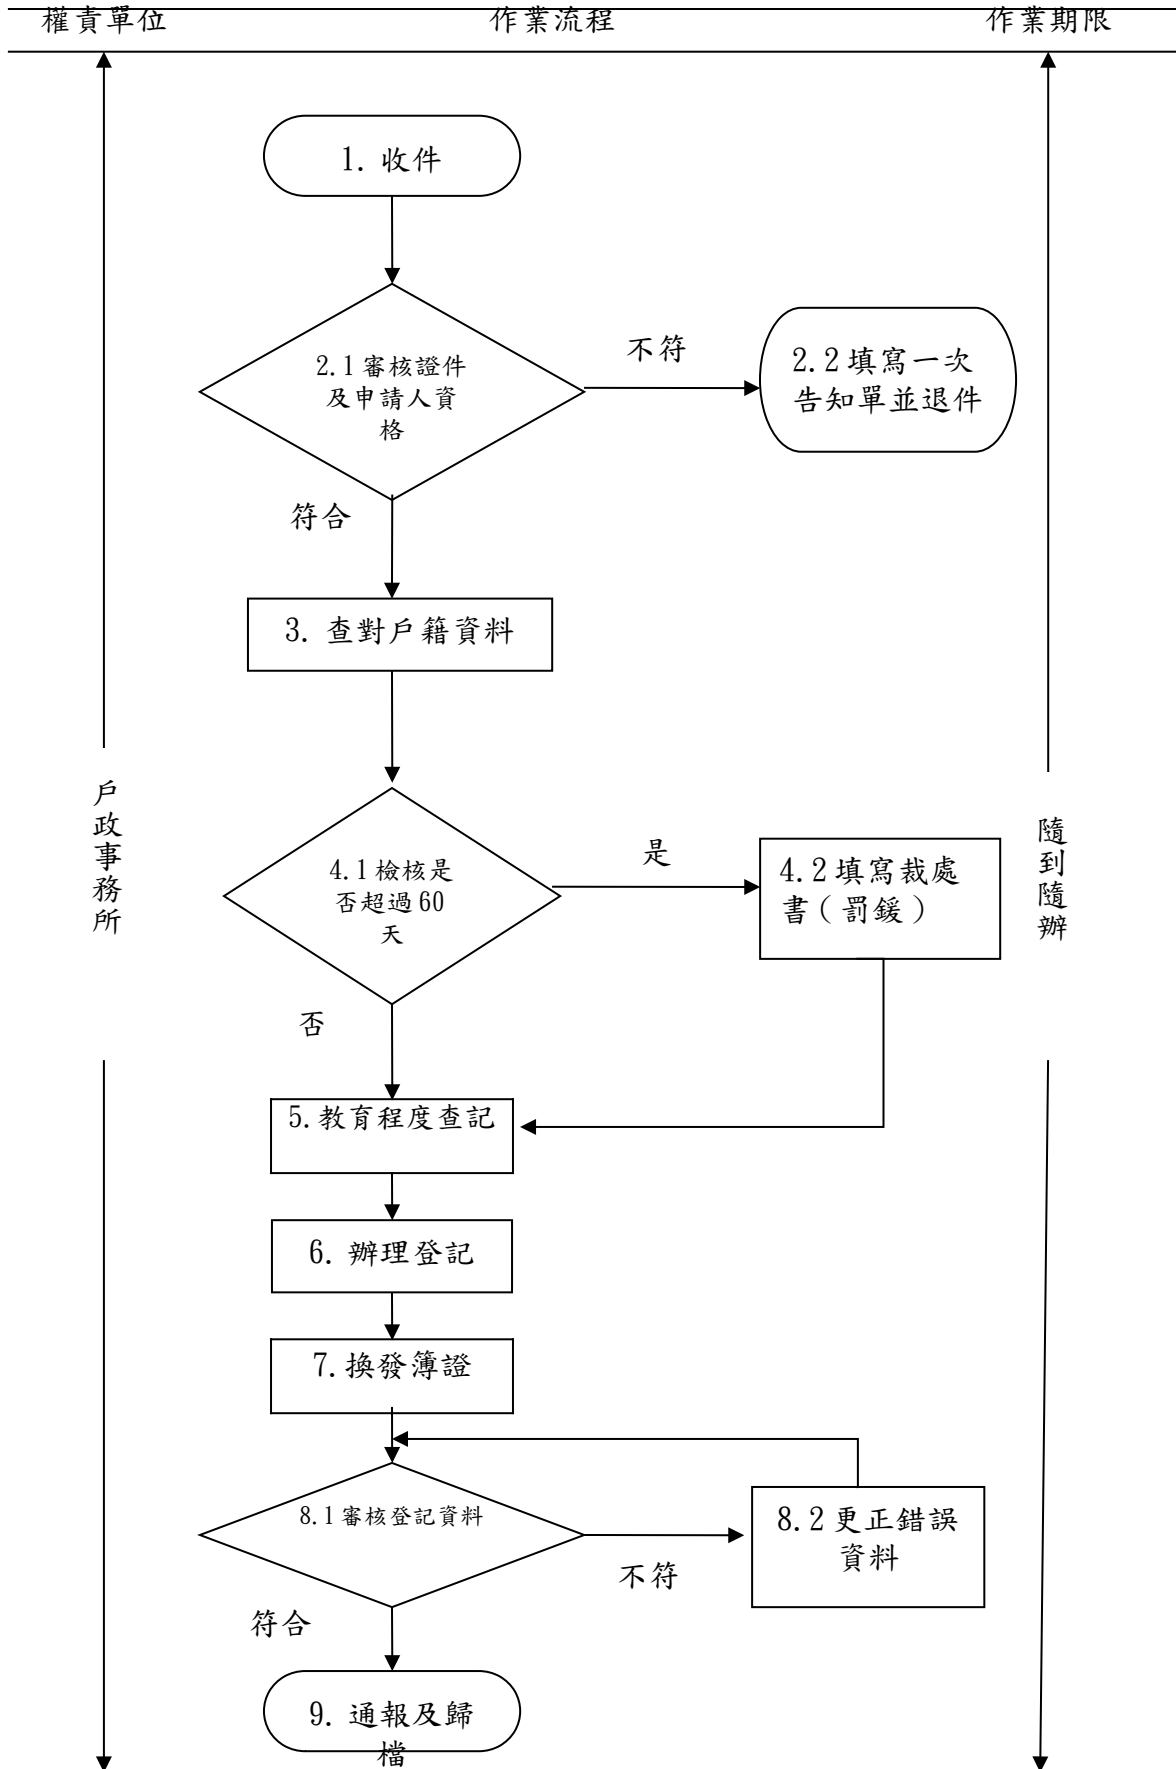 權責單位 作業流程 作業期限
1. 收件
2.1審核證件
及申請人資
格
不符
2.2填寫一次
告知單並退件
符合
3. 查對戶籍資料
戶政事務所
隨到隨辦
4.1檢核是
否超過60
天
是
4.2填寫裁處
書(罰鍰)
否
5.教育程度查記
6. 辦理登記
7.換發簿證
8.1審核登記資料
不符
8.2更正錯誤
資料
符合
9. 通報及歸
檔